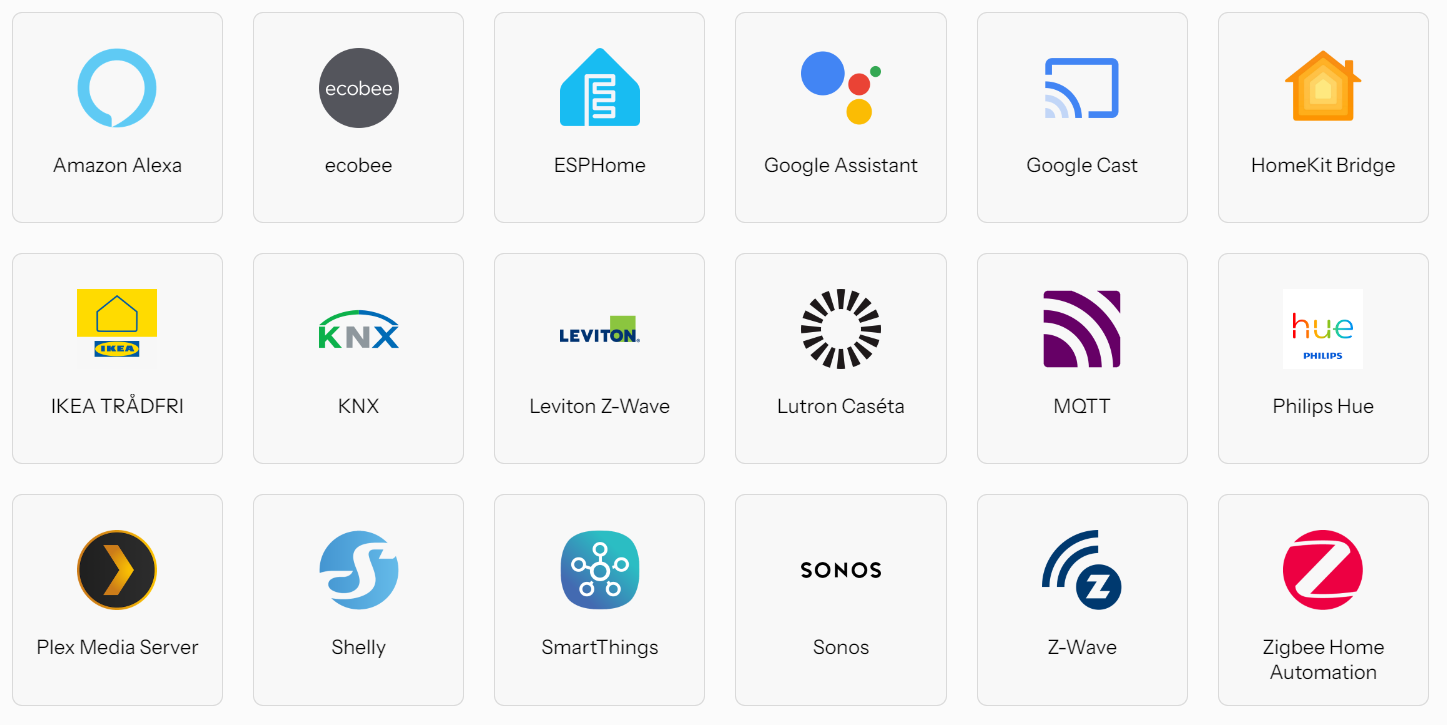 ecobee
Amazon Alexa
ecobee
ESPHome
Google Assistant
Google Cast
HomeKit Bridge
IKEA
KNX
LEVITON
hue
PHILIPS
IKEA TRÅDFRI
KNX
Leviton Z-Wave
Lutron Caséta
MQTT
Philips Hue
S
SONOS
Z
Z
Plex Media Server
Shelly
SmartThings
Sonos
Z-Wave
Zigbee Home
Automation